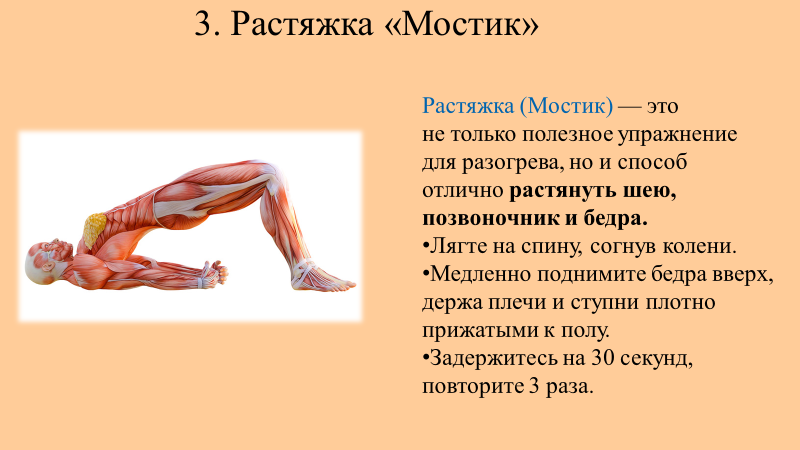 3. Растяжка «Мостик»
Растяжка (Мостик) — это
не только полезное упражнение
для разогрева, но и способ
отлично растянуть шею,
позвоночник и бедра.
•Лягте на спину, согнув колени.
•Медленно поднимите бедра вверх,
держа плечи и ступни плотно
прижатыми к полу.
•Задержитесь на 30 секунд,
повторите 3 раза.